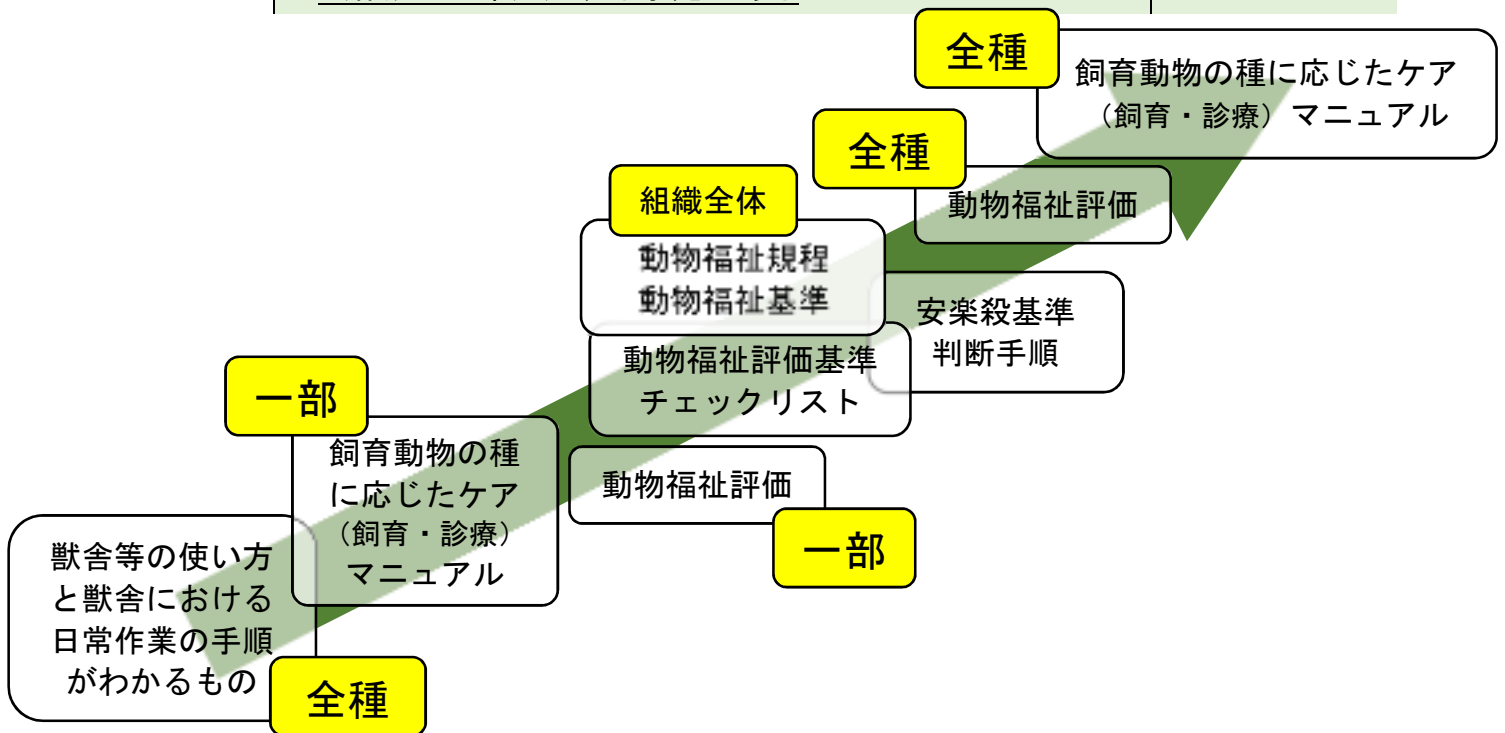 全種
飼育動物の種に応じたケア
（飼育・診療）マニュアル
全種
動物福祉評価
組織全体
動物福祉規程
動物福祉基準
安楽殺基準
判断手順
動物福祉評価基準
チェックリスト
動物福祉評価
一部
一部
飼育動物の種
に応じたケア
（飼育・診療）
マニュアル
獣舎等の使い方
と獣舎における
日常作業の手順
がわかるもの
全種